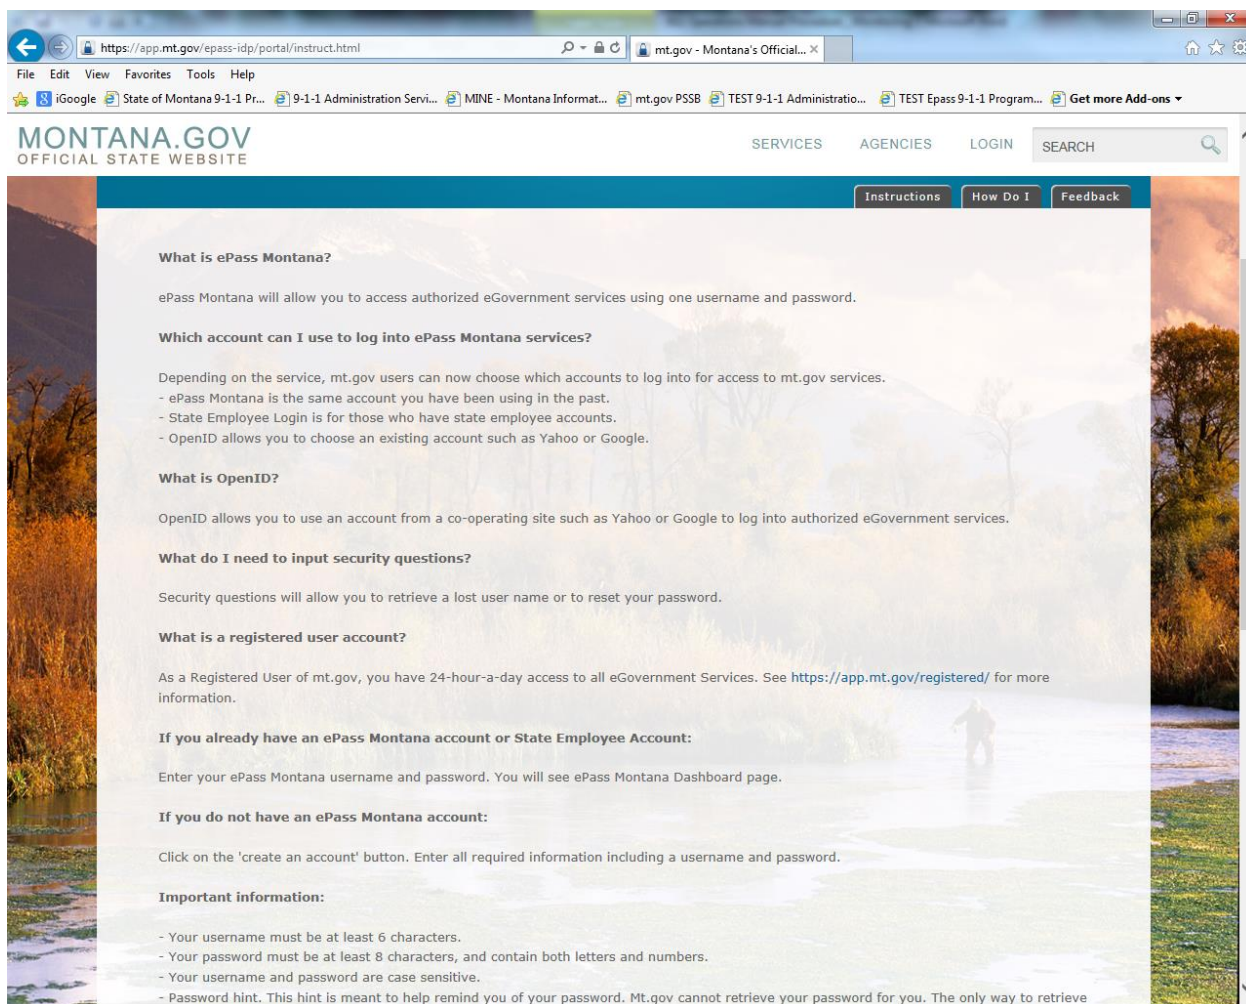 https://app.mt.gov/epass-idp/portal/instruct.html
mt.gov - Montana's Official...
File Edit View Favorites Tools Help
iGoogle State of Montana 9-1-1 Pr... 9-1-1 Administration Servi... MINE - Montana Informat... mt.gov PSSB TEST 9-1-1 Administratio... TEST Epass 9-1-1 Program... Get more Add-ons
MONTANA.GOV
OFFICIAL STATE WEBSITE
SERVICES AGENCIES LOGIN SEARCH
Instructions How Do I Feedback
What is ePass Montana?
ePass Montana will allow you to access authorized eGovernment services using one username and password.
Which account can I use to log into ePass Montana services?
Depending on the service, mt.gov users can now choose which accounts to log into for access to mt.gov services.
- ePass Montana is the same account you have been using in the past.
- State Employee Login is for those who have state employee accounts.
- OpenID allows you to choose an existing account such as Yahoo or Google.
What is OpenID?
OpenID allows you to use an account from a co-operating site such as Yahoo or Google to log into authorized eGovernment services.
What do I need to input security questions?
Security questions will allow you to retrieve a lost user name or to reset your password.
What is a registered user account?
As a Registered User of mt.gov, you have 24-hour-a-day access to all eGovernment Services. See https://app.mt.gov/registered/ for more
information.
If you already have an ePass Montana account or State Employee Account:
Enter your ePass Montana username and password. You will see ePass Montana Dashboard page.
If you do not have an ePass Montana account:
Click on the 'create an account' button. Enter all required information including a username and password.
Important information:
- Your username must be at least 6 characters.
- Your password must be at least 8 characters, and contain both letters and numbers.
- Your username and password are case sensitive.
- Password hint. This hint is meant to help remind you of your password. Mt.gov cannot retrieve your password for you. The only way to retrieve